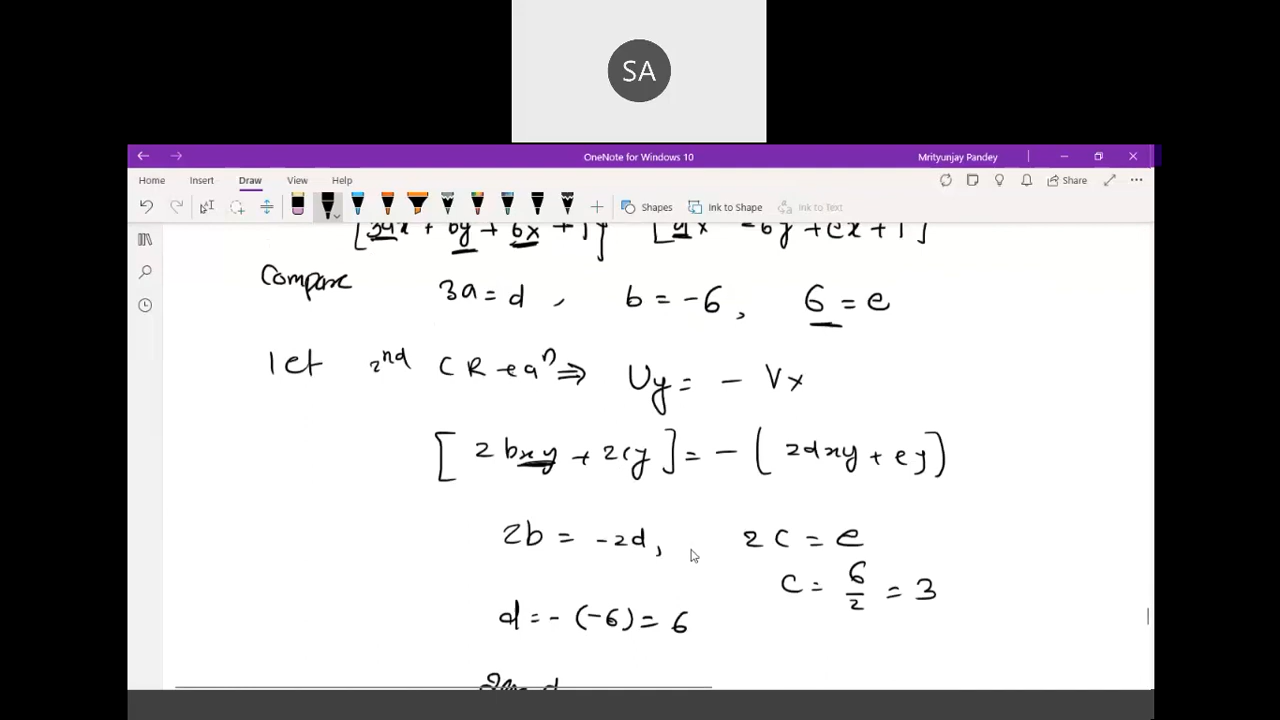 SA
OneNote for Windows 10
Mrityunjay Pandey
Home Insert Draw View Help
Shapes Ink to Shape Ink to Text Share
Compare 3a = d , b = -6 , 6 = e
let 2nd CR eqn ⇒ Uy = - Vx
[ 2bxy + 2cy ] = - ( 2dxy + ey )
2b = -2d , 2c = e
c = 6/2 = 3
d = - (-6) = 6